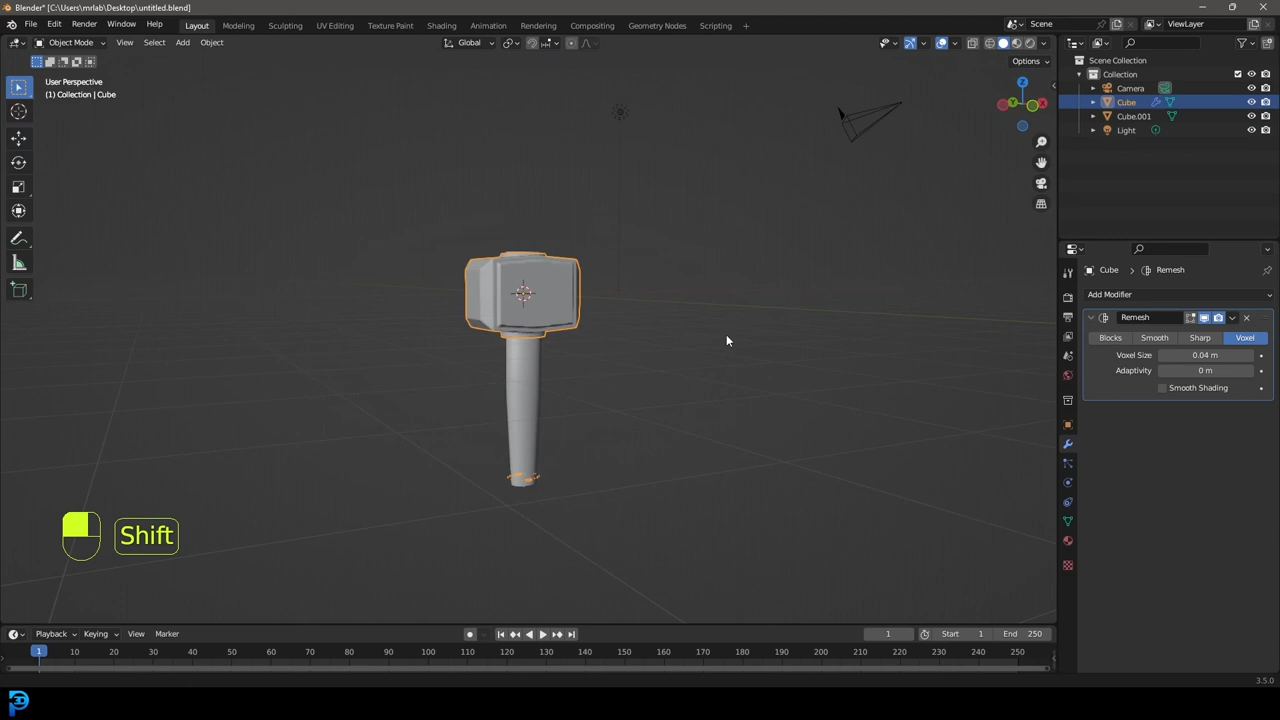 Blender* [C:\Users\mrlab\Desktop\untitled.blend]
File Edit Render Window Help Layout Modeling Sculpting UV Editing Texture Paint Shading Animation Rendering Compositing Geometry Nodes Scripting + Scene ViewLayer
Object Mode View Select Add Object Global
Options
User Perspective
(1) Collection | Cube
Z
Y
X
Scene Collection
Collection
Camera
Cube
Cube.001
Light
Cube Remesh
Add Modifier
Remesh
Blocks Smooth Sharp Voxel
Voxel Size 0.04 m
Adaptivity 0 m
Smooth Shading
Shift
Playback Keying View Marker 1 Start 1 End 250
1 10 20 30 40 50 60 70 80 90 100 110 120 130 140 150 160 170 180 190 200 210 220 230 240 250
3.5.0